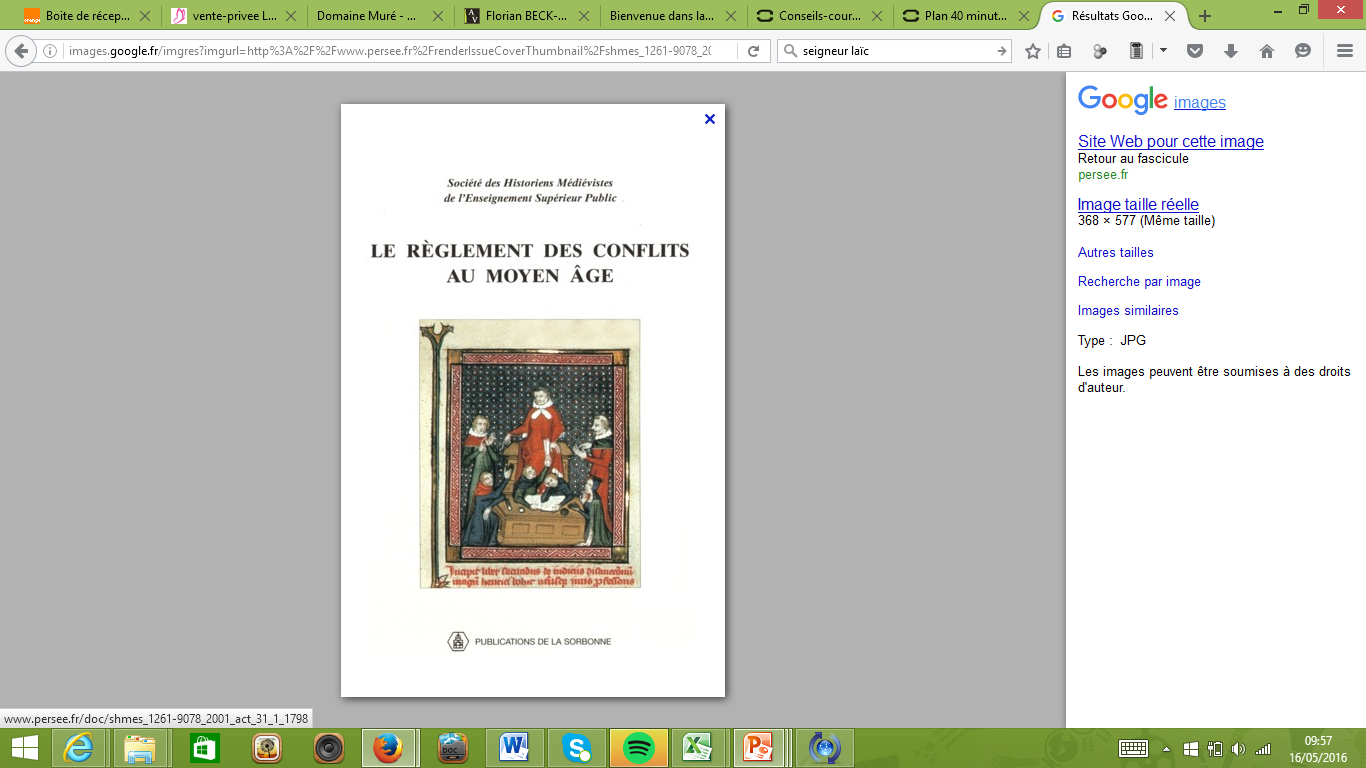 Boite de récep...
vente-privee L...
Domaine Muré - ...
Florian BECK-...
Bienvenue dans la...
Conseils-cour...
Plan 40 minut...
Résultats Goo...
images.google.fr/imgres?imgurl=http%3A%2F%2Fwww.persee.fr%2FrenderIssueCoverThumbnail%2Fshmes_1261-9078_20
seigneur laïc
Société des Historiens Médiévistes
de l'Enseignement Supérieur Public
LE RÈGLEMENT DES CONFLITS
AU MOYEN ÂGE
PUBLICATIONS DE LA SORBONNE
Google images
Site Web pour cette image
Retour au fascicule
persee.fr
Image taille réelle
368 × 577 (Même taille)
Autres tailles
Recherche par image
Images similaires
Type : JPG
Les images peuvent être soumises à des droits
d'auteur.
www.persee.fr/doc/shmes_1261-9078_2001_act_31_1_1798
DOC
09:57
16/05/2016